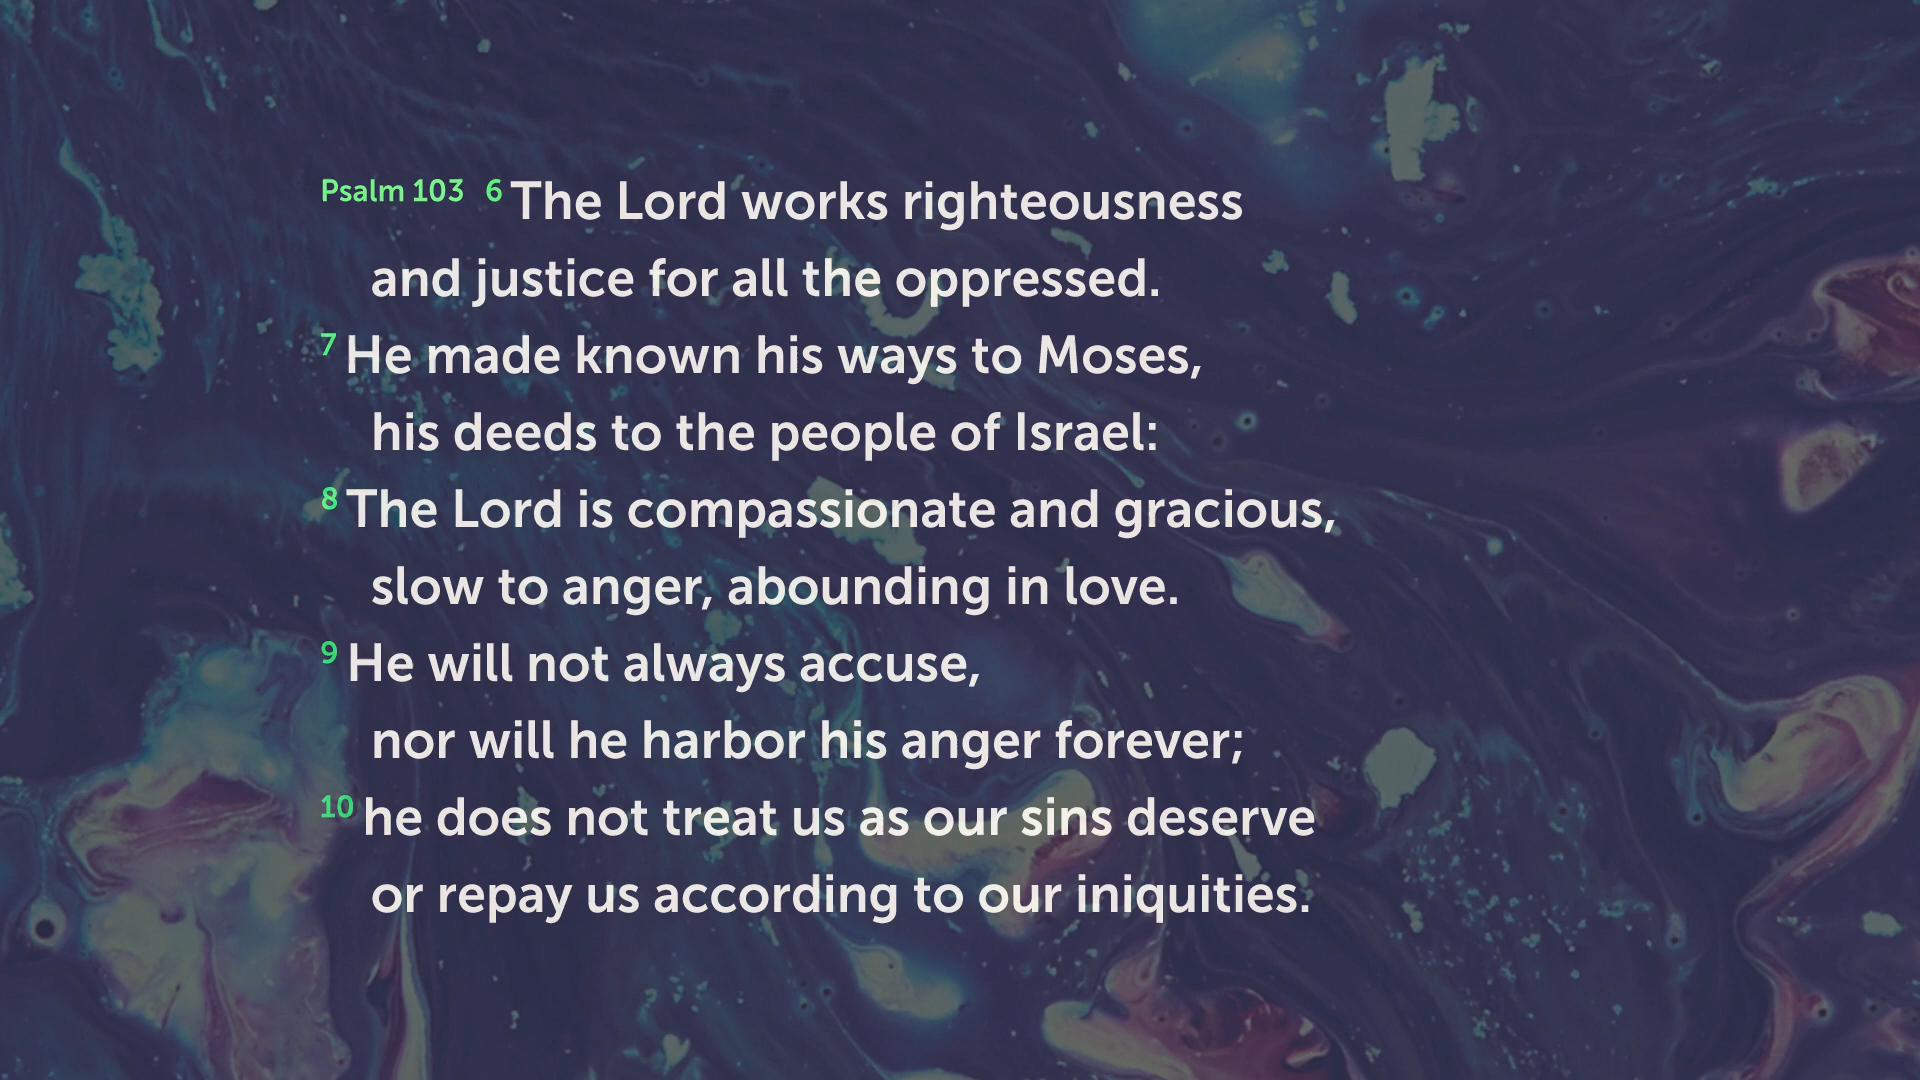 Psalm 103 6 The Lord works righteousness
and justice for all the oppressed.
7 He made known his ways to Moses,
his deeds to the people of Israel:
8 The Lord is compassionate and gracious,
slow to anger, abounding in love.
9 He will not always accuse,
nor will he harbor his anger forever;
10 he does not treat us as our sins deserve
or repay us according to our iniquities.